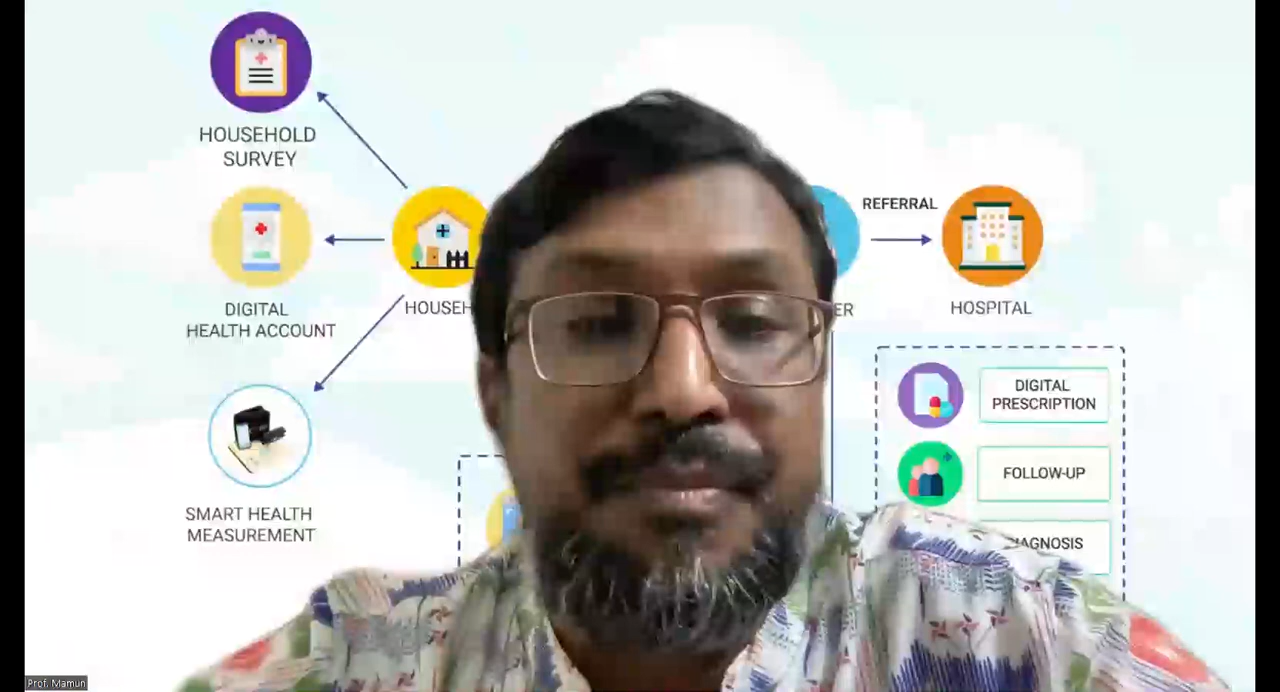 HOUSEHOLD
SURVEY
REFERRAL
DIGITAL
HEALTH ACCOUNT
HOSPITAL
DIGITAL
PRESCRIPTION
FOLLOW-UP
SMART HEALTH
MEASUREMENT
Prof. Mamun